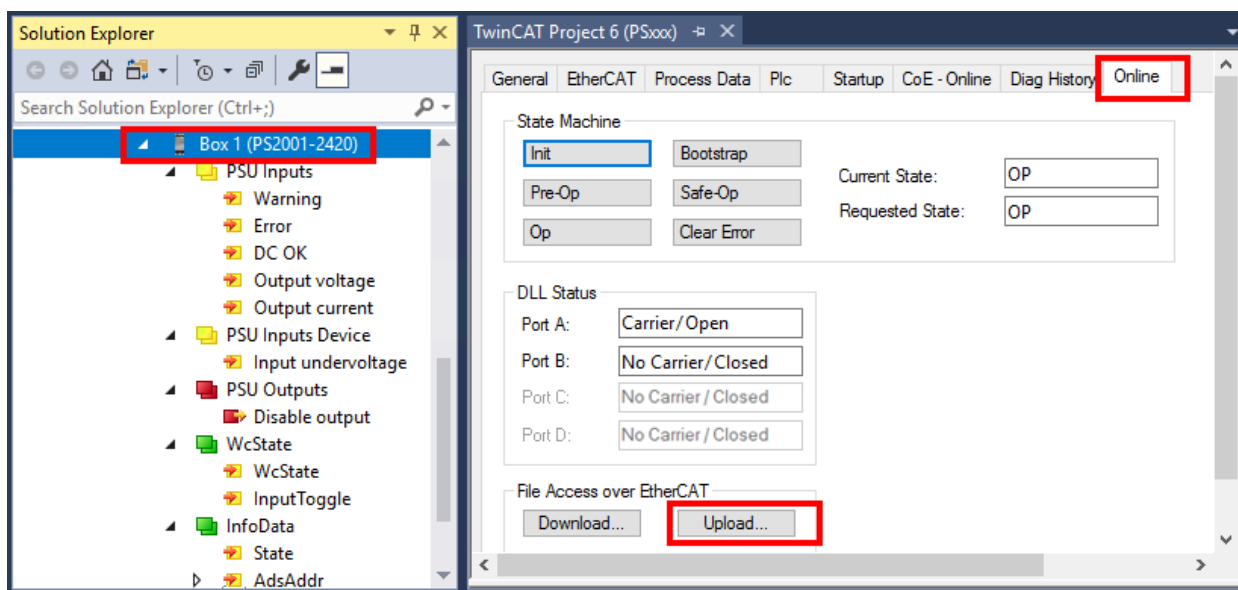 Solution Explorer
Search Solution Explorer (Ctrl+;)
Box 1 (PS2001-2420)
PSU Inputs
Warning
Error
DC OK
Output voltage
Output current
PSU Inputs Device
Input undervoltage
PSU Outputs
Disable output
WcState
WcState
InputToggle
InfoData
State
AdsAddr
TwinCAT Project 6 (PSxxx)
General EtherCAT Process Data Plc Startup CoE - Online Diag History Online
State Machine
Init Bootstrap
Pre-Op Safe-Op
Op Clear Error
Current State: OP
Requested State: OP
DLL Status
Port A: Carrier / Open
Port B: No Carrier / Closed
Port C: No Carrier / Closed
Port D: No Carrier / Closed
File Access over EtherCAT
Download... Upload...